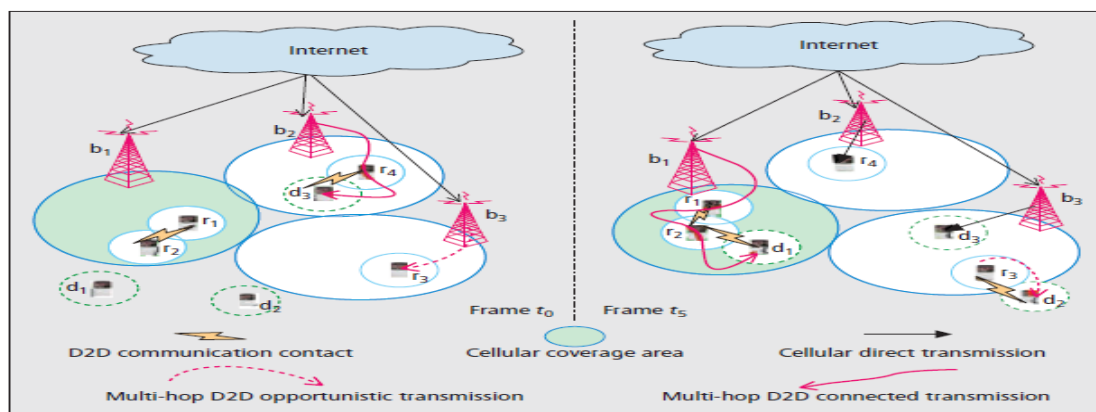 Internet
b1
b2
r4
d3
b3
r1
r2
r3
d1
d2
Internet
b2
b1
r4
b3
r1
r2
d1
d3
r3
d2
Frame t0
Frame t5
D2D communication contact
Cellular coverage area
Cellular direct transmission
Multi-hop D2D opportunistic transmission
Multi-hop D2D connected transmission